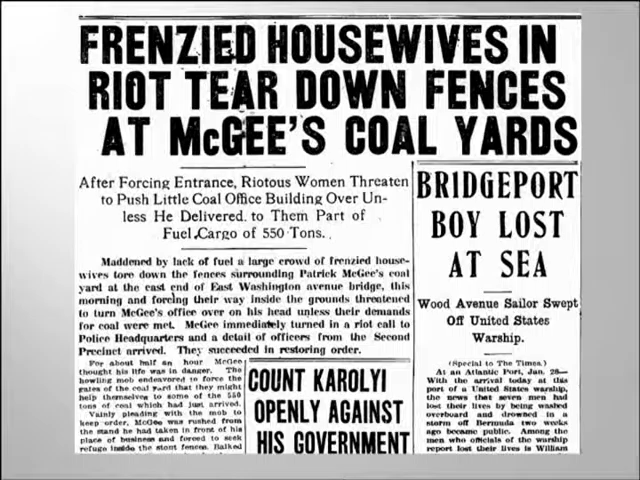 FRENZIED HOUSEWIVES IN
RIOT TEAR DOWN FENCES
AT McGEE'S COAL YARDS
After Forcing Entrance, Riotous Women Threaten
to Push Little Coal Office Building Over Un-
less He Delivered to Them Part of
Fuel Cargo of 550 Tons.
Maddened by lack of fuel a large crowd of frenzied house-
wives tore down the fences surrounding Patrick McGee's coal
yard at the east end of East Washington avenue bridge, this
morning and forcing their way inside the grounds threatened
to turn McGee's office over on his head unless their demands
for coal were met. McGee immediately turned in a riot call to
Police Headquarters and a detail of officers from the Second
Precinct arrived. They succeeded in restoring order.
For about half an hour McGee
thought his life was in danger. The
howling mob endeavored to force the
gates of the coal yard that they might
help themselves to some of the 550
tons of coal which had just arrived.
Vainly pleading with the mob to
keep order, McGee was rushed from
the stand he had taken in front of his
place of business and forced to seek
refuge inside the stout fences. Balked
COUNT KAROLYI
OPENLY AGAINST
HIS GOVERNMENT
BRIDGEPORT
BOY LOST
AT SEA
Wood Avenue Sailor Swept
Off United States
Warship.
(Special to The Times.)
At an Atlantic Port, Jan. 28—
With the arrival today at this
port of a United States warship,
the news that seven men had
lost their lives by being washed
overboard and drowned in a
storm off Bermuda two weeks
ago became public. Among the
men who officials of the warship
report lost their lives is William